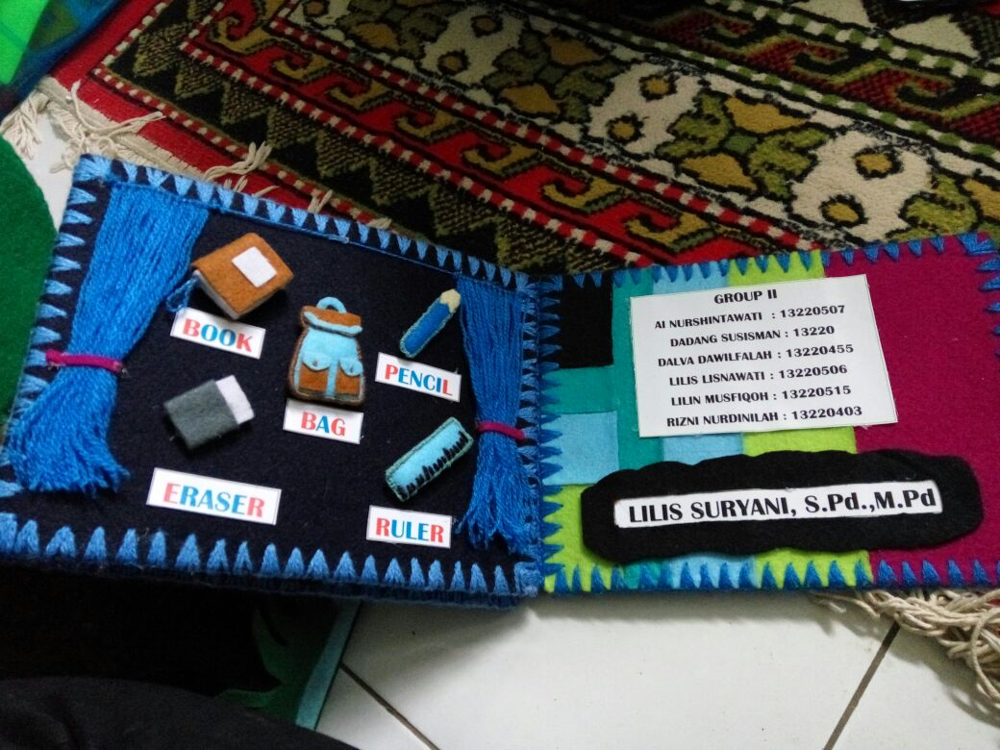 BOOK
BAG
PENCIL
ERASER
RULER
GROUP II
AI NURSHINTAWATI : 13220507
DADANG SUSISMAN : 13220
DALVA DAWILFALAH : 13220455
LILIS LISNAWATI : 13220506
LILIN MUSFIQOH : 13220515
RIZNI NURDINILAH : 13220403
LILIS SURYANI, S.Pd.,M.Pd